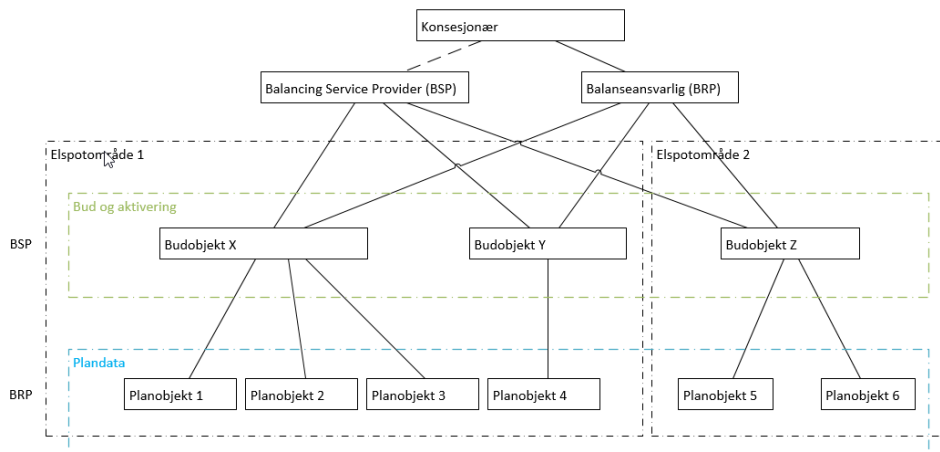 Konsesjonær
Balancing Service Provider (BSP)
Balanseansvarlig (BRP)
Elspotområde 1
Elspotområde 2
Bud og aktivering
BSP
Budobjekt X
Budobjekt Y
Budobjekt Z
Plandata
BRP
Planobjekt 1
Planobjekt 2
Planobjekt 3
Planobjekt 4
Planobjekt 5
Planobjekt 6